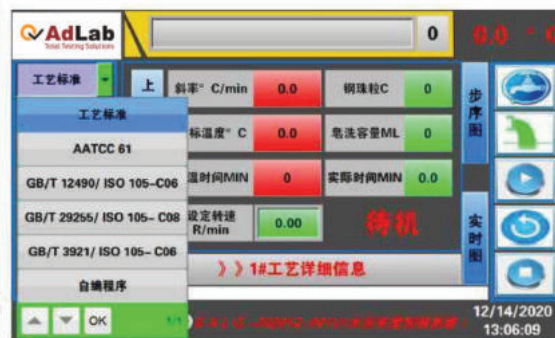 AdLab
Total Testing Solutions
0
0.0 ° C
工艺标准
上
斜率° C/min
0.0
钢珠粒C
0
步序图
工艺标准
AATCC 61
标温度° C
0.0
皂洗容量ML
0
GB/T 12490/ ISO 105-C06
温时间MIN
0
实际时间MIN
0.0
GB/T 29255/ ISO 105- C08
设定转速
R/min
0.00
待机
实时图
GB/T 3921/ ISO 105- C06
》》1#工艺详细信息
自编程序
OK
1/1
12/14/2020
13:06:09